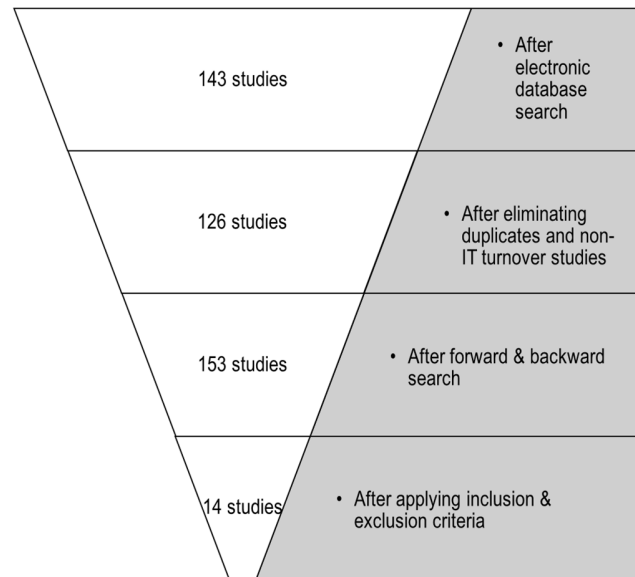 143 studies
• After
electronic
database
search
126 studies
• After eliminating
duplicates and non-
IT turnover studies
153 studies
• After forward & backward
search
14 studies
• After applying inclusion &
exclusion criteria